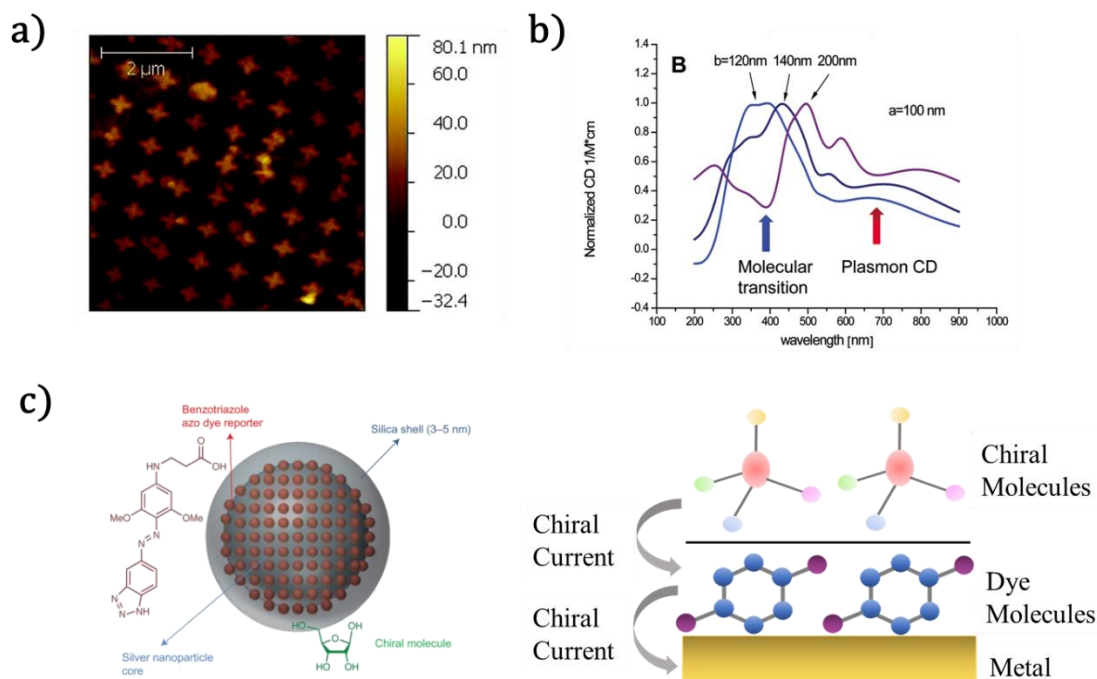 a)
2 µm
80.1 nm
60.0
40.0
20.0
0.0
−20.0
−32.4
b)
B
b=120nm 140nm 200nm
a=100 nm
Normalized CD 1/M*cm
1.4
1.2
1.0
0.8
0.6
0.4
0.2
0.0
-0.2
-0.4
Molecular
transition
Plasmon CD
100 200 300 400 500 600 700 800 900 1000
wavelength [nm]
c)
Benzotriazole
azo dye reporter
Silica shell (3–5 nm)
O
OH
NH
MeO
OMe
N
N
N
N
NH
Silver nanoparticle
core
HO
OH
O
HO
OH
Chiral molecule
Chiral
Molecules
Chiral
Current
Dye
Molecules
Chiral
Current
Metal